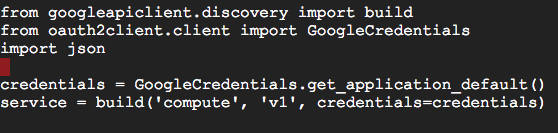 from googleapiclient.discovery import build
from oauth2client.client import GoogleCredentials
import json
credentials = GoogleCredentials.get_application_default()
service = build('compute', 'v1', credentials=credentials)